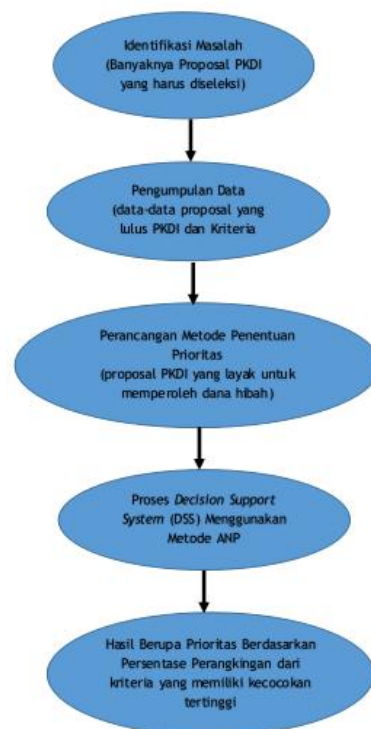 Identifikasi Masalah
(Banyaknya Proposal PKDI
yang harus diseleksi)
Pengumpulan Data
(data-data proposal yang
lulus PKDI dan Kriteria
Perancangan Metode Penentuan
Prioritas
(proposal PKDI yang layak untuk
memperoleh dana hibah)
Proses Decision Support
System (DSS) Menggunakan
Metode ANP
Hasil Berupa Prioritas Berdasarkan
Persentase Perangkingan dari
kriteria yang memiliki kecocokan
tertinggi